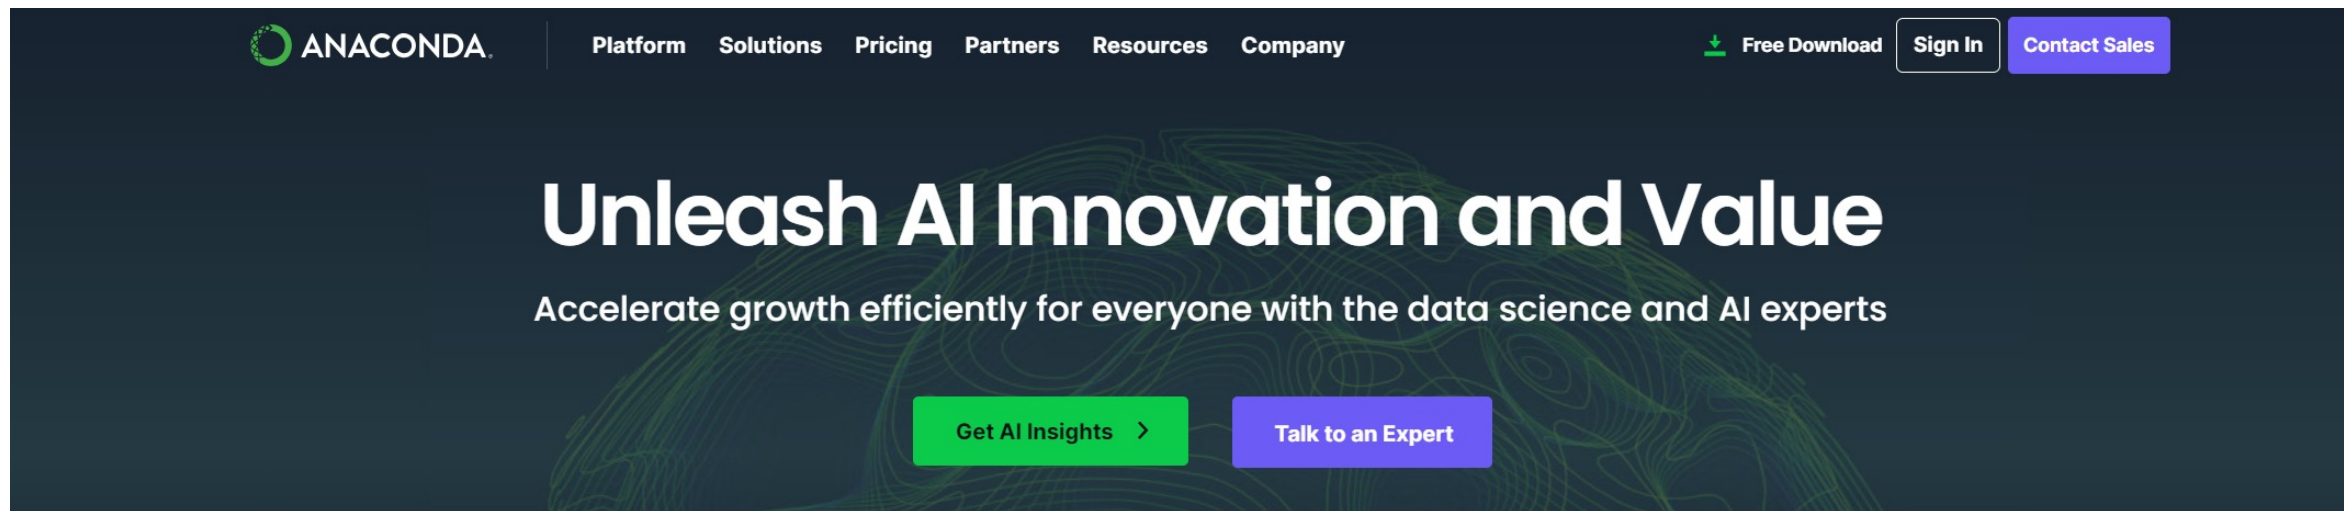 ANACONDA.
Platform Solutions Pricing Partners Resources Company
Free Download Sign In Contact Sales
Unleash AI Innovation and Value
Accelerate growth efficiently for everyone with the data science and AI experts
Get AI Insights
Talk to an Expert